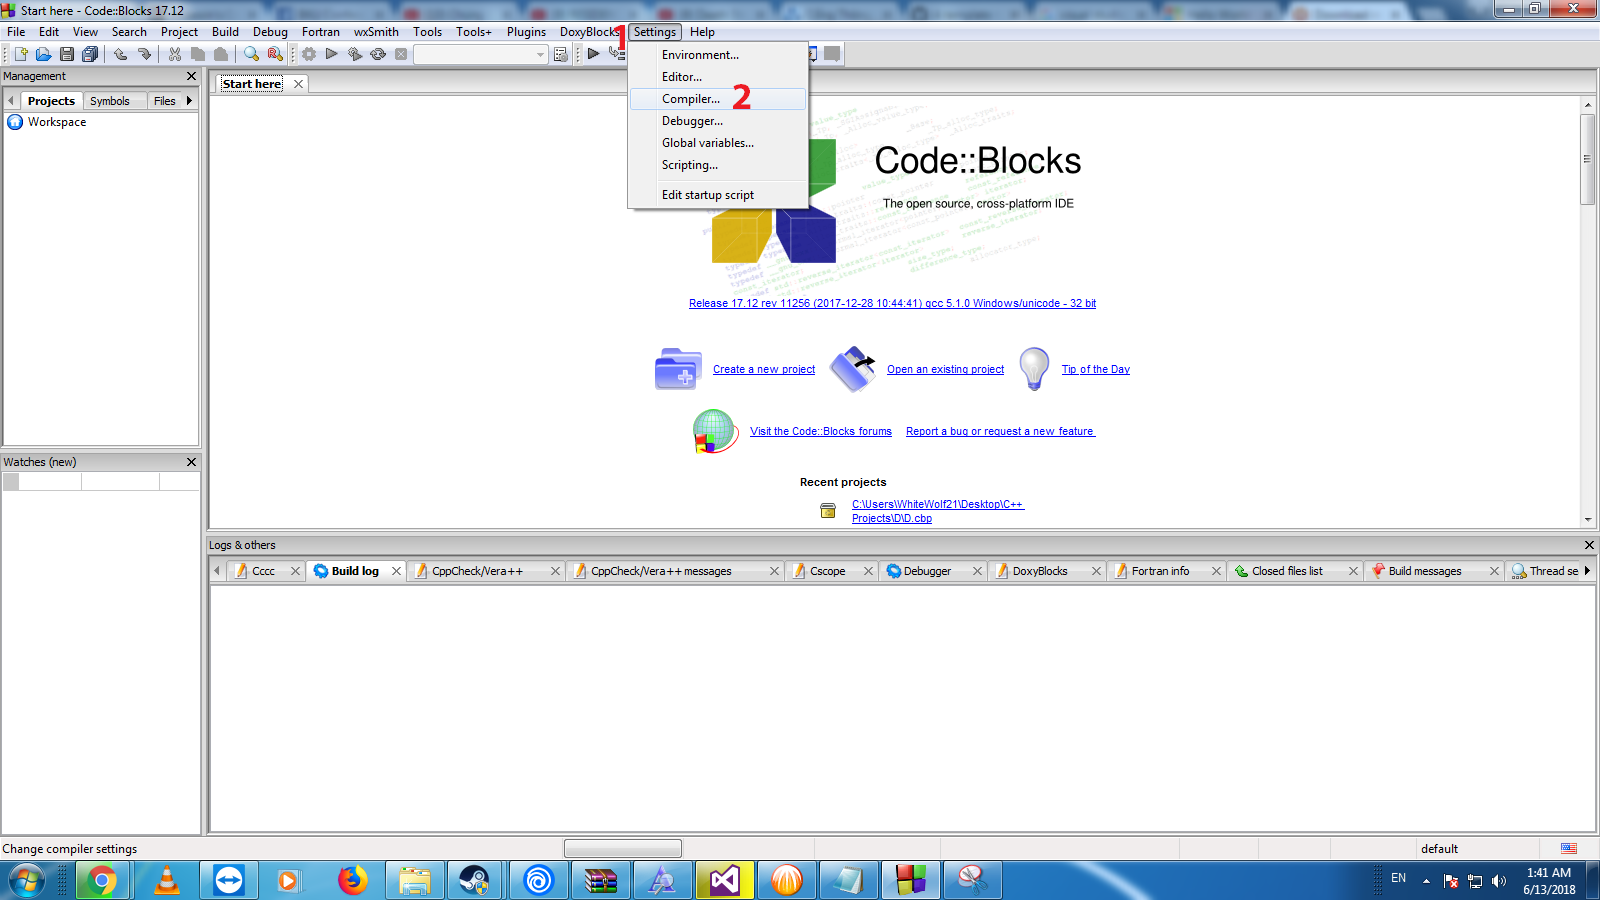 Start here - Code::Blocks 17.12
File Edit View Search Project Build Debug Fortran wxSmith Tools Tools+ Plugins DoxyBlocks Settings Help
1
Management
Projects Symbols Files
Workspace
Start here
Environment...
Editor...
Compiler... 2
Debugger...
Global variables...
Scripting...
Edit startup script
Code::Blocks
The open source, cross-platform IDE
Release 17.12 rev 11256 (2017-12-28 10:44:41) gcc 5.1.0 Windows/unicode - 32 bit
Create a new project Open an existing project Tip of the Day
Visit the Code::Blocks forums Report a bug or request a new feature
Recent projects
C:\Users\WhiteWolf21\Desktop\C++
Projects\D\D.cbp
Watches (new)
Logs & others
Cccc Build log CppCheck/Vera++ CppCheck/Vera++ messages Cscope Debugger DoxyBlocks Fortran info Closed files list Build messages Thread se
Change compiler settings
default
EN
1:41 AM
6/13/2018